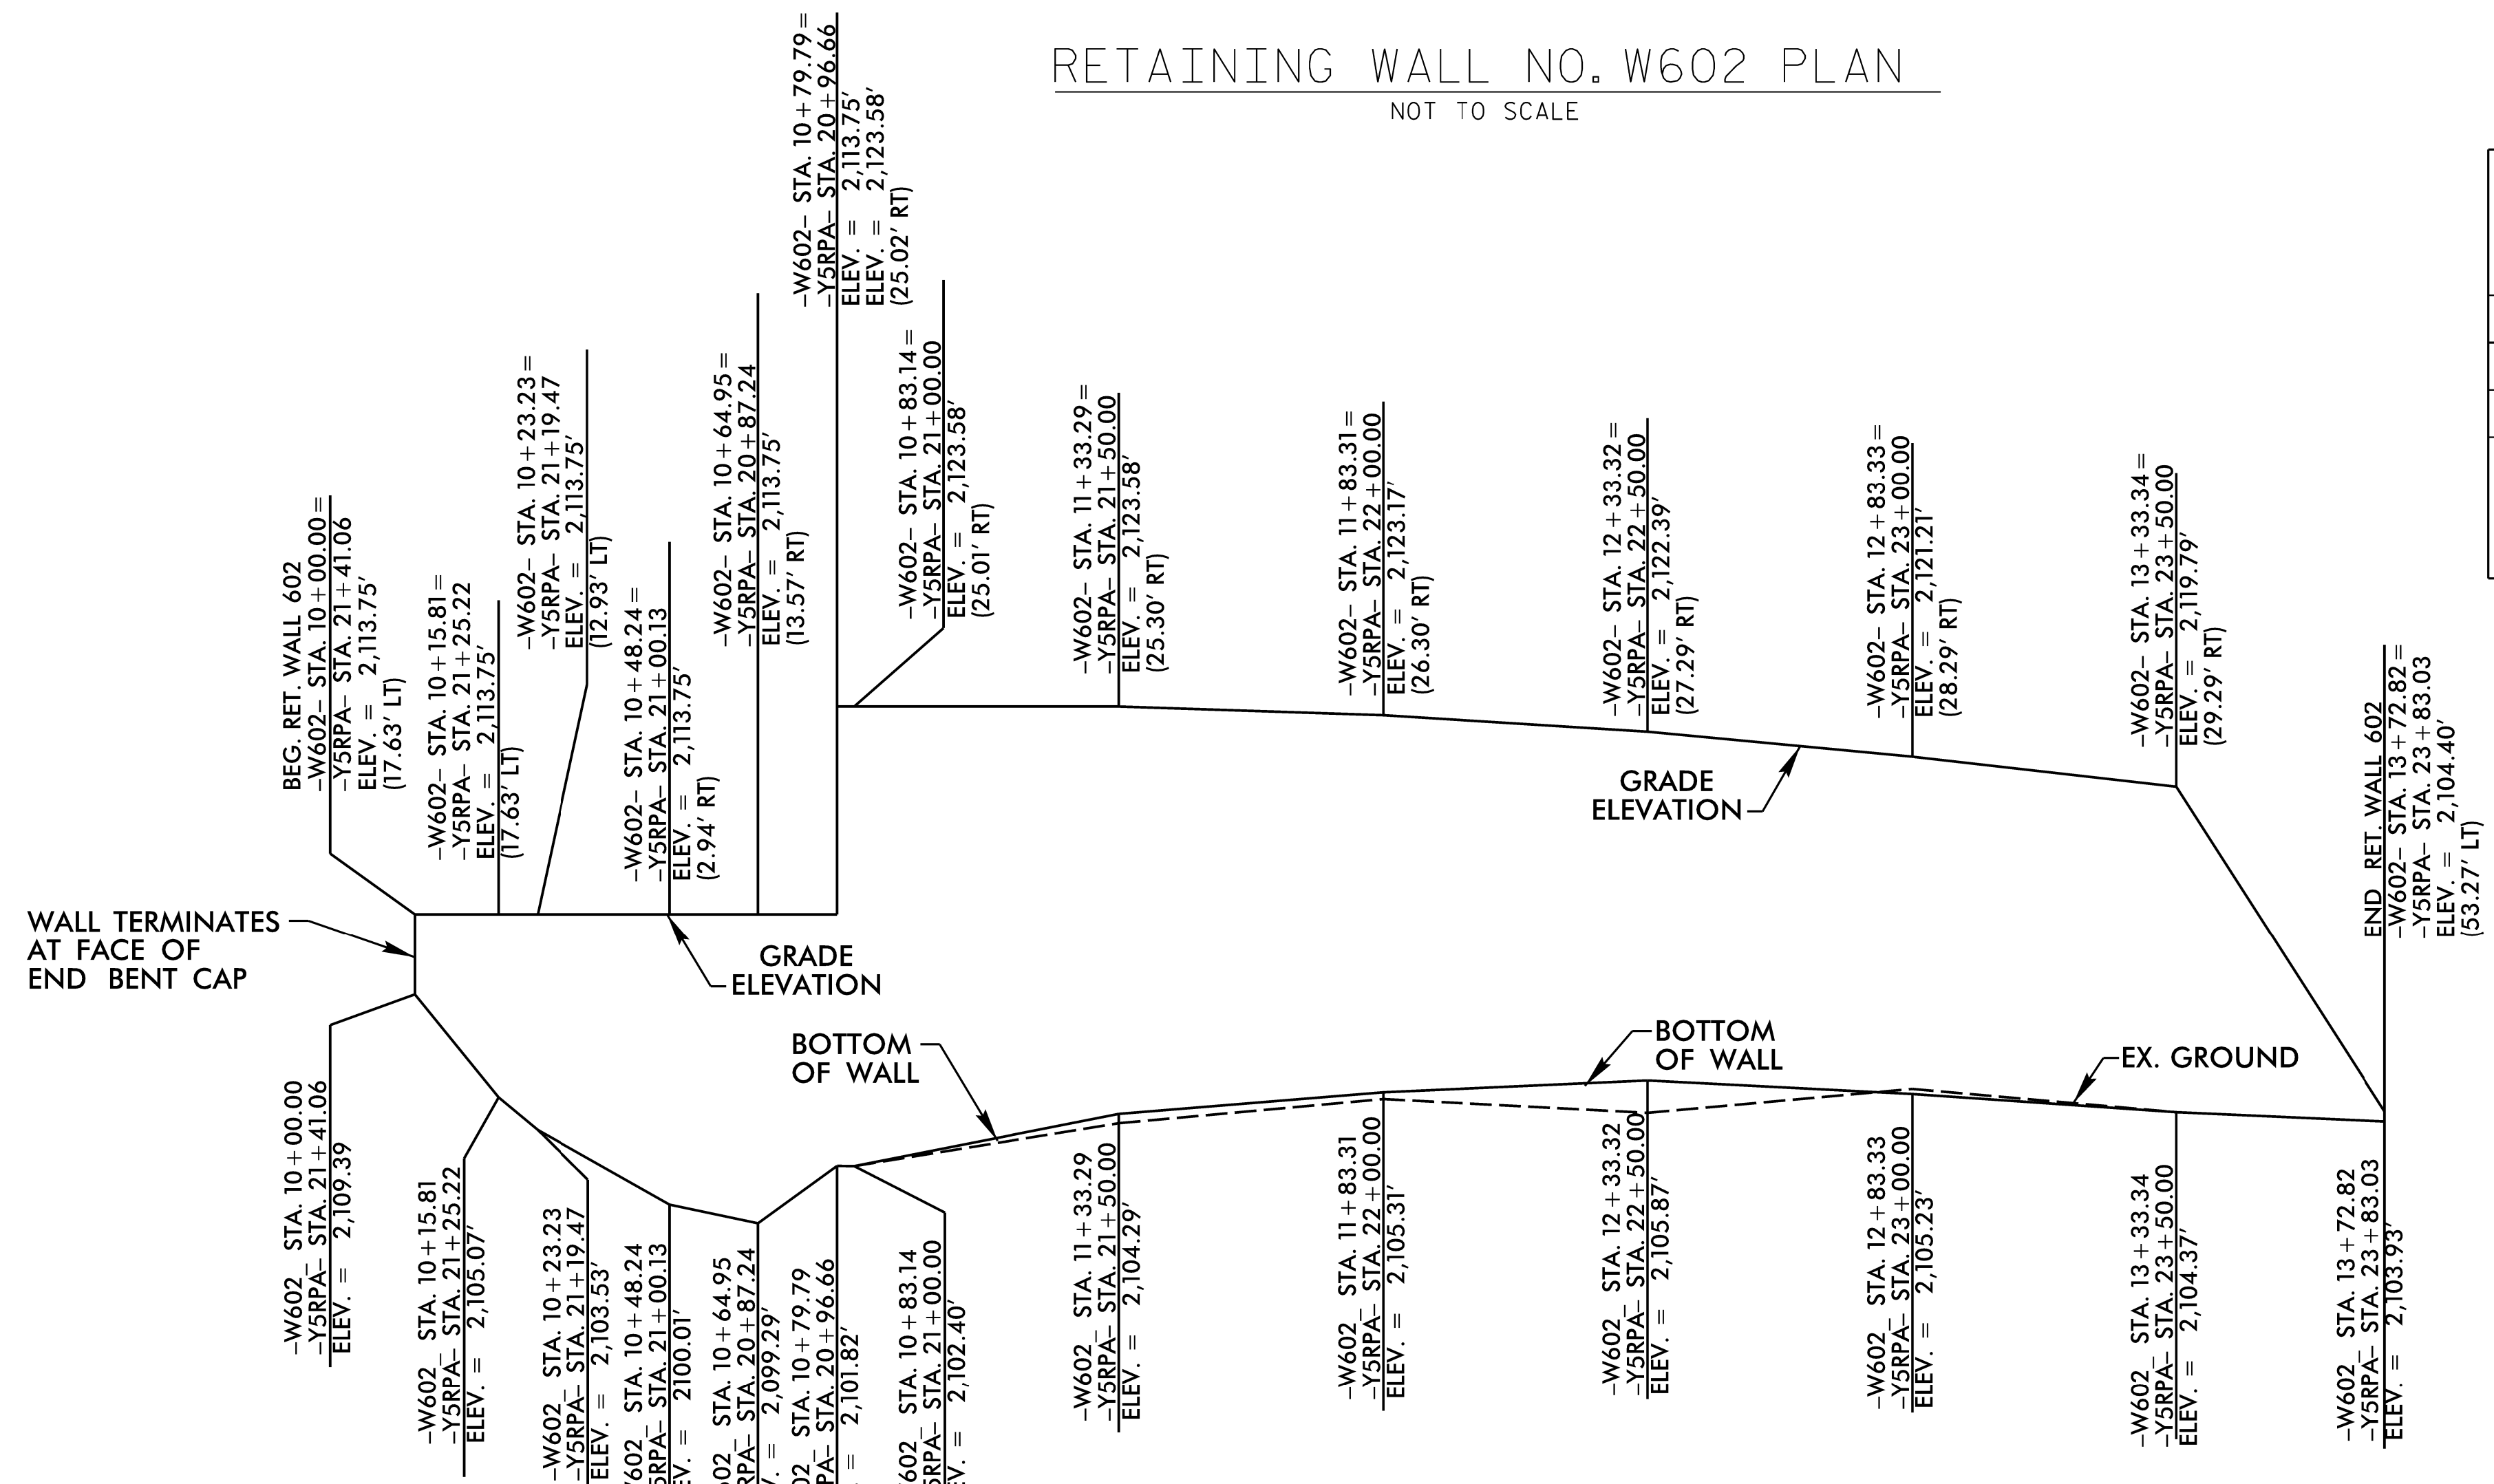 RETAINING WALL NO. W602 PLAN
NOT TO SCALE
BEG. RET. WALL 602
-W602- STA. 10+00.00=
-Y5RPA- STA. 21+41.06
ELEV. = 2,113.75'
(17.63' LT)
-W602- STA. 10+15.81=
-Y5RPA- STA. 21+25.22
ELEV. = 2,113.75'
(17.63' LT)
-W602- STA. 10+23.23=
-Y5RPA- STA. 21+19.47
ELEV. = 2,113.75'
(12.93' LT)
-W602- STA. 10+48.24=
-Y5RPA- STA. 21+00.13
ELEV. = 2,113.75'
(2.94' RT)
-W602- STA. 10+64.95=
-Y5RPA- STA. 20+87.24
ELEV. = 2,113.75'
(13.57' RT)
-W602- STA. 10+79.79=
-Y5RPA- STA. 20+96.66
ELEV. = 2,113.75'
ELEV. = 2,123.58'
(25.02' RT)
-W602- STA. 10+83.14=
-Y5RPA- STA. 21+00.00
ELEV. = 2,123.58'
(25.01' RT)
-W602- STA. 11+33.29=
-Y5RPA- STA. 21+50.00
ELEV. = 2,123.58'
(25.30' RT)
-W602- STA. 11+83.31=
-Y5RPA- STA. 22+00.00
ELEV. = 2,123.17'
(26.30' RT)
-W602- STA. 12+33.32=
-Y5RPA- STA. 22+50.00
ELEV. = 2,122.39'
(27.29' RT)
-W602- STA. 12+83.33=
-Y5RPA- STA. 23+00.00
ELEV. = 2,121.21'
(28.29' RT)
-W602- STA. 13+33.34=
-Y5RPA- STA. 23+50.00
ELEV. = 2,119.79'
(29.29' RT)
END RET. WALL 602
-W602- STA. 13+72.82=
-Y5RPA- STA. 23+83.03
ELEV. = 2,104.40'
(53.27' LT)
GRADE
ELEVATION
WALL TERMINATES
AT FACE OF
END BENT CAP
GRADE
ELEVATION
BOTTOM
OF WALL
BOTTOM
OF WALL
EX. GROUND
-W602 STA. 10+00.00
-Y5RPA- STA. 21+41.06
ELEV. = 2,109.39
-W602 STA. 10+15.81
-Y5RPA- STA. 21+25.22
ELEV. = 2,105.07'
-W602 STA. 10+23.23
-Y5RPA- STA. 21+19.47
ELEV. = 2,103.53'
W602 STA. 10+48.24
5RPA- STA. 21+00.13
EV. = 2100.01'
02 STA. 10+64.95
RPA- STA. 20+87.24
V. = 2,099.29'
02 STA. 10+79.79
PA- STA. 20+96.66
= 2,101.82'
602 STA. 10+83.14
5RPA- STA. 21+00.00
EV. = 2,102.40'
-W602 STA. 11+33.29
-Y5RPA- STA. 21+50.00
ELEV. = 2,104.29'
-W602 STA. 11+83.31
-Y5RPA- STA. 22+00.00
ELEV. = 2,105.31'
-W602 STA. 12+33.32
-Y5RPA- STA. 22+50.00
ELEV. = 2,105.87'
-W602 STA. 12+83.33
-Y5RPA- STA. 23+00.00
ELEV. = 2,105.23'
-W602 STA. 13+33.34
-Y5RPA- STA. 23+50.00
ELEV. = 2,104.37'
-W602 STA. 13+72.82
-Y5RPA- STA. 23+83.03
ELEV. = 2,103.93'